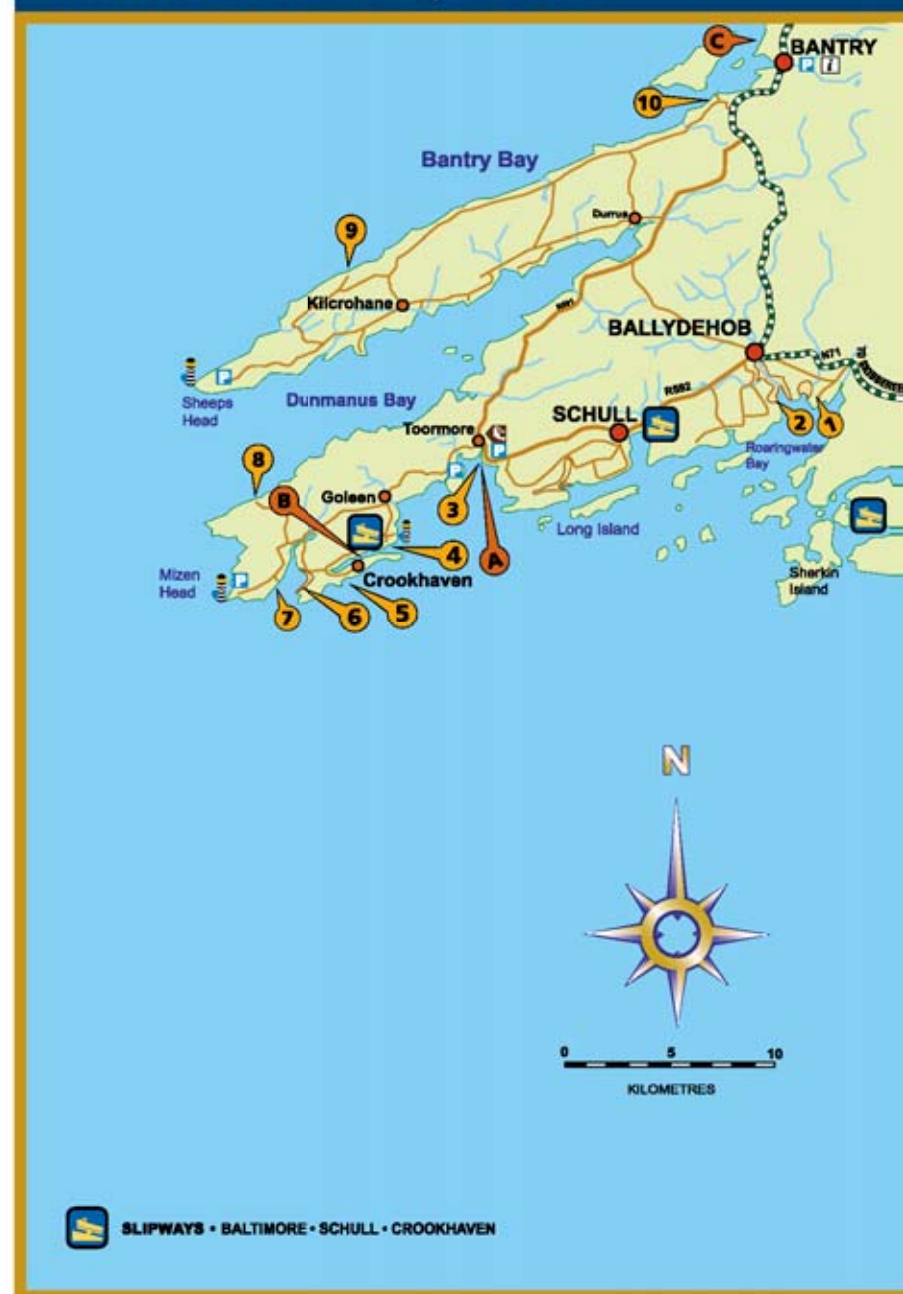 C
BANTRY
P i
10
Bantry Bay
Durrus
9
Kilcrohane
BALLYDEHOB
N71
P
Sheeps
Head
Dunmanus Bay
R592
SCHULL
Toormore
P
2
1
Roaringwater
Bay
8
B
P
Goleen
3
Long Island
4
A
Mizen
Head
P
Crookhaven
Sherkin
Island
7
6
5
N
0 5 10
KILOMETRES
SLIPWAYS • BALTIMORE • SCHULL • CROOKHAVEN